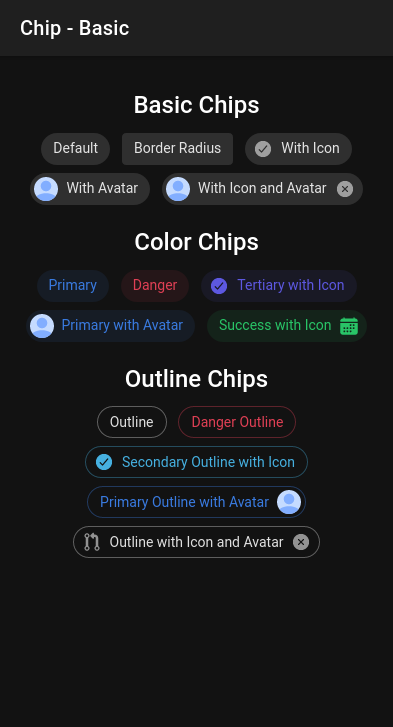 Chip - Basic
Basic Chips
Default
Border Radius
With Icon
With Avatar
With Icon and Avatar
Color Chips
Primary
Danger
Tertiary with Icon
Primary with Avatar
Success with Icon
Outline Chips
Outline
Danger Outline
Secondary Outline with Icon
Primary Outline with Avatar
Outline with Icon and Avatar